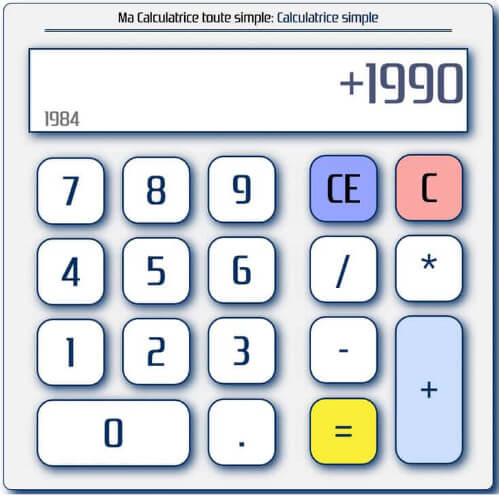 Ma Calculatrice toute simple: Calculatrice simple
+1990
1984
7 8 9 CE C
4 5 6 / *
1 2 3 - +
0 . =